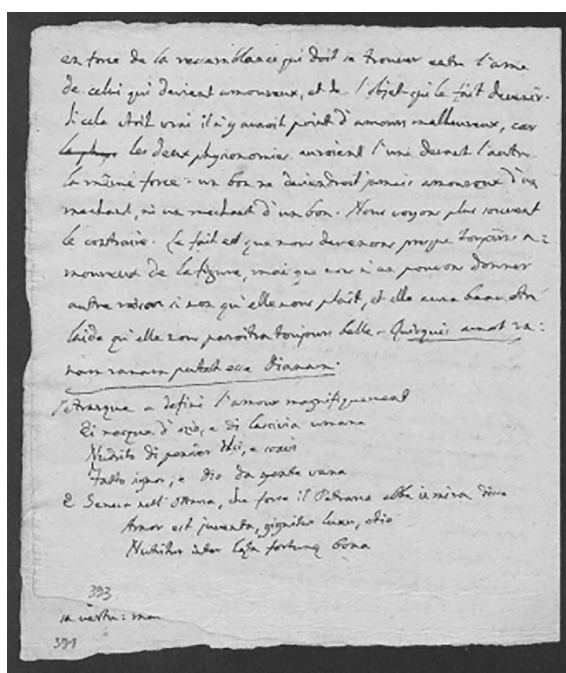 en force de la ressemblance qui doit se trouver entre l'ame
de celui qui devient amoureux, et de l'objet qui le fait devenir.
Si cela étoit vrai il n'y auroit point d'amours malheureux, car
les deux physionomies auroient l'une devant l'autre
la même force: un bon ne deviendroit jamais amoureux d'un
mechant, ni un mechant d'un bon. Nous voyons plus souvent
le contraire. Le fait est que nous devenons presque toujours a=
moureux de la figure, mais que nous n'en pouvons donner
autre raison si non qu'elle nous plait, et elle aura beau être
laide qu'elle nous paroitra toujours belle. Quisquis amat ra:
nam ranam putat esse Dianam.
Petrarque a defini l'amour magnifiquement
Ei nacque d'ozio, e di lascivia umana
Nudrito di pensier dolci, e soavi
Fatto signor, e dio da gente vana
E Seneca nell'Ottavia, che forse il Petrarca ebbe in mira disse
Amor est juventa, gignitur luxu, otio
Nutritur inter laeta fortunae bona
393
391